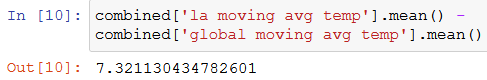 In [10]: combined['la moving avg temp'].mean() -
combined['global moving avg temp'].mean()
Out[10]: 7.321130434782601